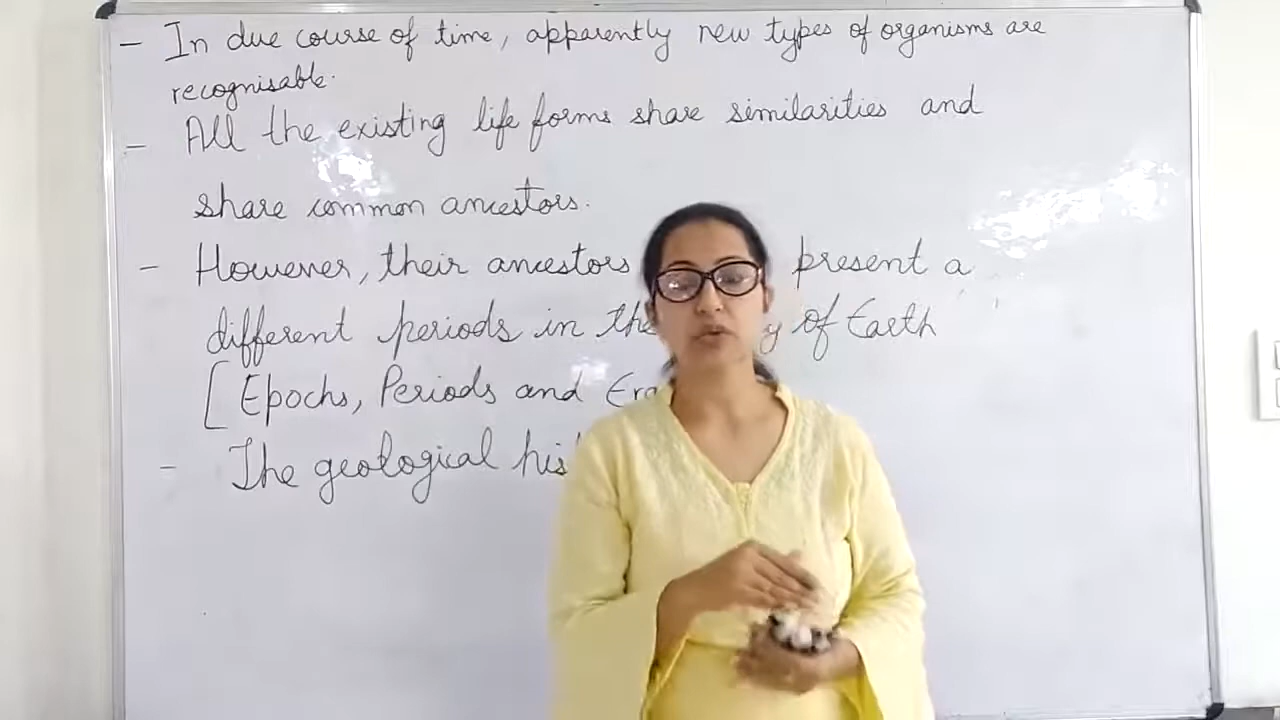 - In due course of time, apparently new types of organisms are
recognisable.
- All the existing life forms share similarities and
share common ancestors.
- However, their ancestors present a
different periods in the y of Earth
[Epochs, Periods and Era
- The geological his